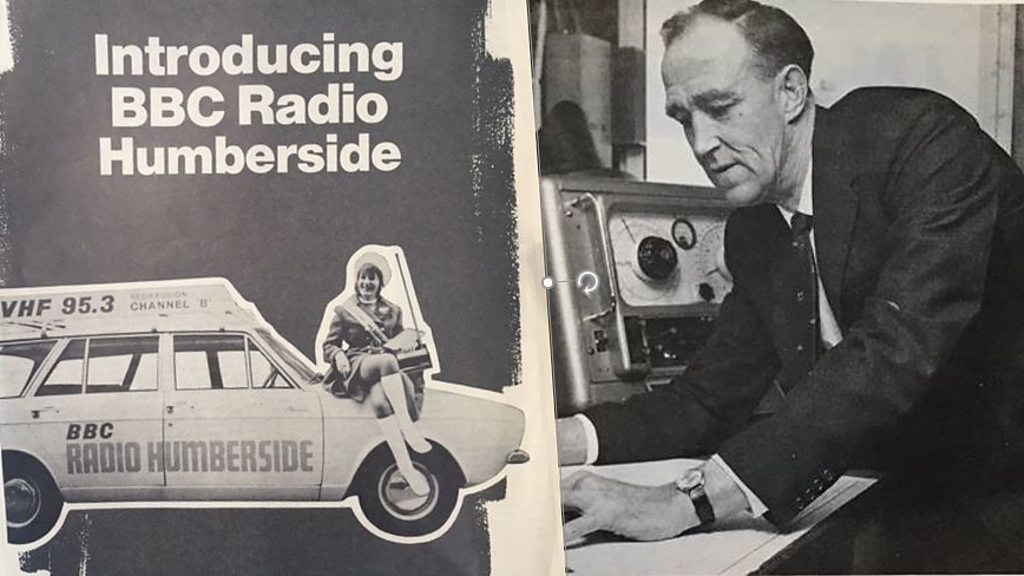 Introducing
BBC Radio
Humberside
VHF 95.3
REDIFFUSION
CHANNEL 'B'
BBC
RADIO HUMBERSIDE